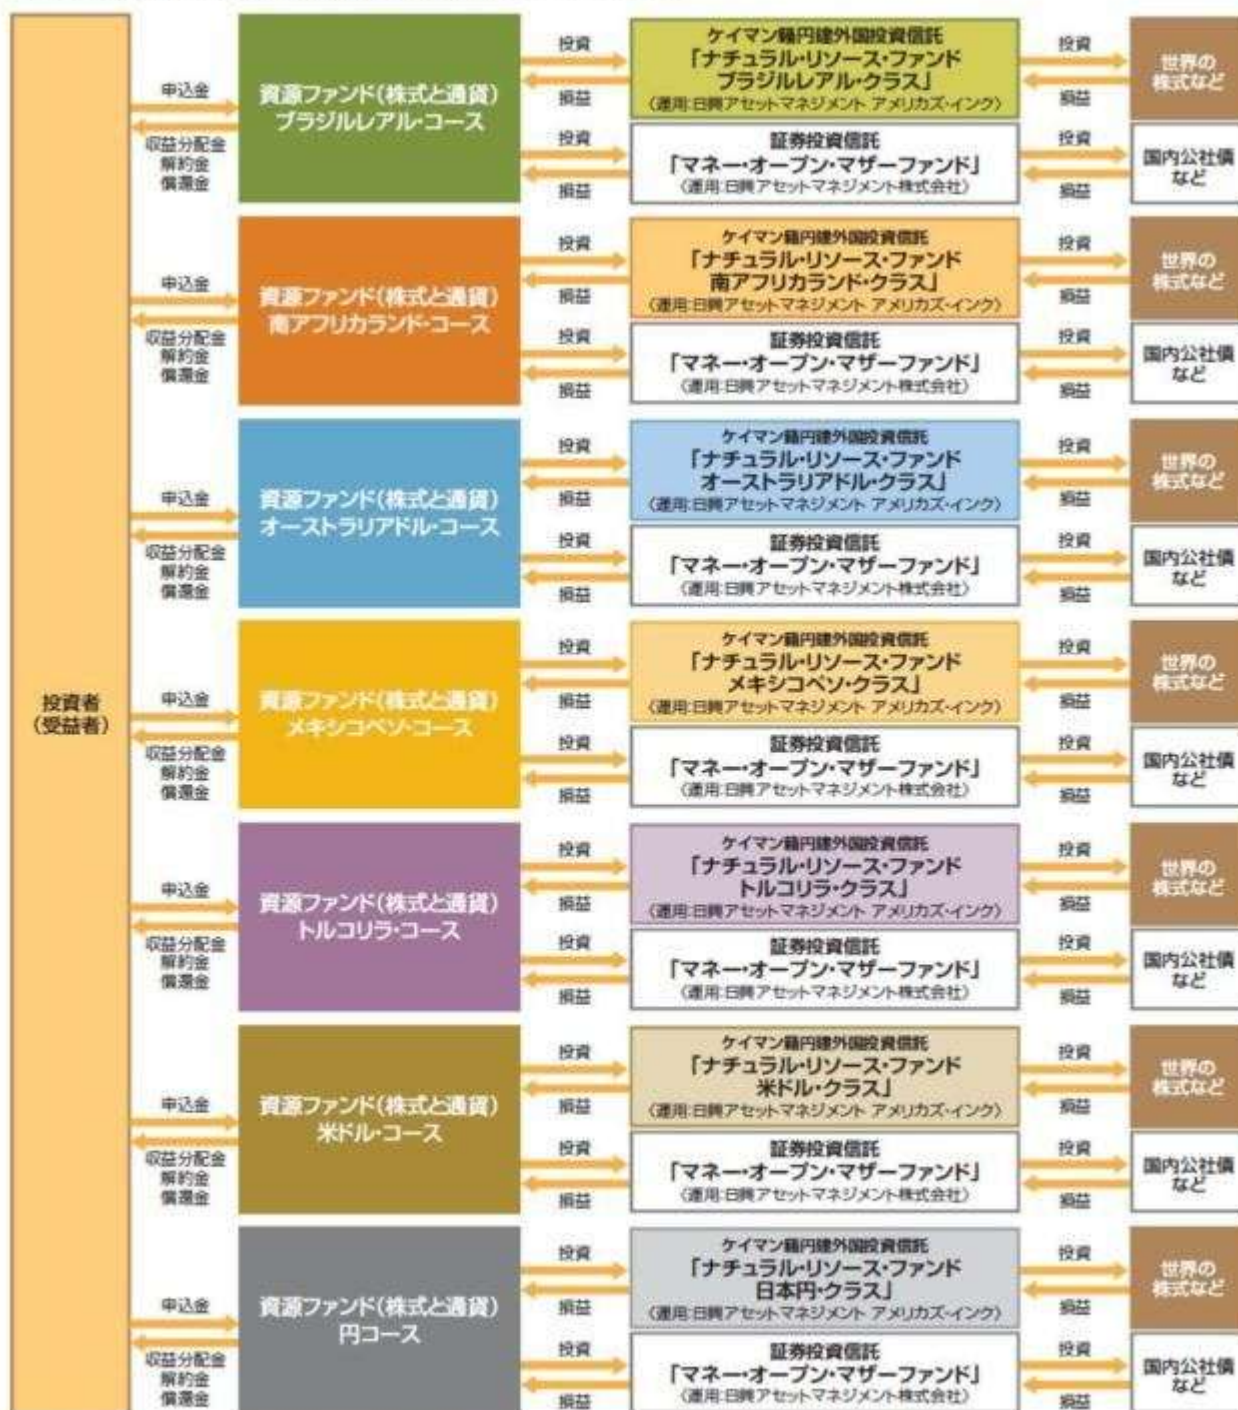 投資者
(受益者)
申込金
収益分配金
解約金
償還金
資源ファンド(株式と通貨)
ブラジルレアル・コース
投資
損益
ケイマン籍円建外国投資信託
「ナチュラル・リソース・ファンド
ブラジルレアル・クラス」
(運用:日興アセットマネジメント アメリカズ・インク)
投資
損益
世界の
株式など
投資
損益
証券投資信託
「マネー・オープン・マザーファンド」
(運用:日興アセットマネジメント株式会社)
投資
損益
国内公社債
など
申込金
収益分配金
解約金
償還金
資源ファンド(株式と通貨)
南アフリカランド・コース
投資
損益
ケイマン籍円建外国投資信託
「ナチュラル・リソース・ファンド
南アフリカランド・クラス」
(運用:日興アセットマネジメント アメリカズ・インク)
投資
損益
世界の
株式など
投資
損益
証券投資信託
「マネー・オープン・マザーファンド」
(運用:日興アセットマネジメント株式会社)
投資
損益
国内公社債
など
申込金
収益分配金
解約金
償還金
資源ファンド(株式と通貨)
オーストラリアドル・コース
投資
損益
ケイマン籍円建外国投資信託
「ナチュラル・リソース・ファンド
オーストラリアドル・クラス」
(運用:日興アセットマネジメント アメリカズ・インク)
投資
損益
世界の
株式など
投資
損益
証券投資信託
「マネー・オープン・マザーファンド」
(運用:日興アセットマネジメント株式会社)
投資
損益
国内公社債
など
申込金
収益分配金
解約金
償還金
資源ファンド(株式と通貨)
メキシコペソ・コース
投資
損益
ケイマン籍円建外国投資信託
「ナチュラル・リソース・ファンド
メキシコペソ・クラス」
(運用:日興アセットマネジメント アメリカズ・インク)
投資
損益
世界の
株式など
投資
損益
証券投資信託
「マネー・オープン・マザーファンド」
(運用:日興アセットマネジメント株式会社)
投資
損益
国内公社債
など
申込金
収益分配金
解約金
償還金
資源ファンド(株式と通貨)
トルコリラ・コース
投資
損益
ケイマン籍円建外国投資信託
「ナチュラル・リソース・ファンド
トルコリラ・クラス」
(運用:日興アセットマネジメント アメリカズ・インク)
投資
損益
世界の
株式など
投資
損益
証券投資信託
「マネー・オープン・マザーファンド」
(運用:日興アセットマネジメント株式会社)
投資
損益
国内公社債
など
申込金
収益分配金
解約金
償還金
資源ファンド(株式と通貨)
米ドル・コース
投資
損益
ケイマン籍円建外国投資信託
「ナチュラル・リソース・ファンド
米ドル・クラス」
(運用:日興アセットマネジメント アメリカズ・インク)
投資
損益
世界の
株式など
投資
損益
証券投資信託
「マネー・オープン・マザーファンド」
(運用:日興アセットマネジメント株式会社)
投資
損益
国内公社債
など
申込金
収益分配金
解約金
償還金
資源ファンド(株式と通貨)
円コース
投資
損益
ケイマン籍円建外国投資信託
「ナチュラル・リソース・ファンド
日本円・クラス」
(運用:日興アセットマネジメント アメリカズ・インク)
投資
損益
世界の
株式など
投資
損益
証券投資信託
「マネー・オープン・マザーファンド」
(運用:日興アセットマネジメント株式会社)
投資
損益
国内公社債
など